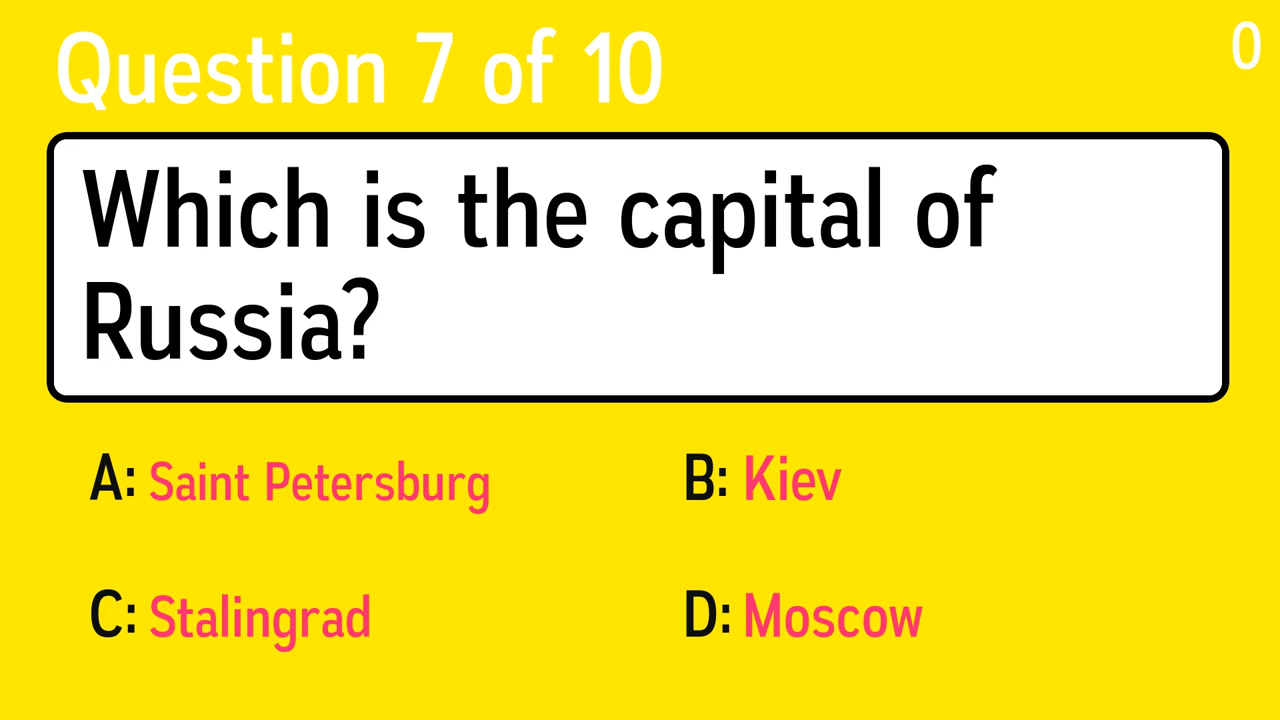 Question 7 of 10
0
Which is the capital of
Russia?
A: Saint Petersburg
B: Kiev
C: Stalingrad
D: Moscow